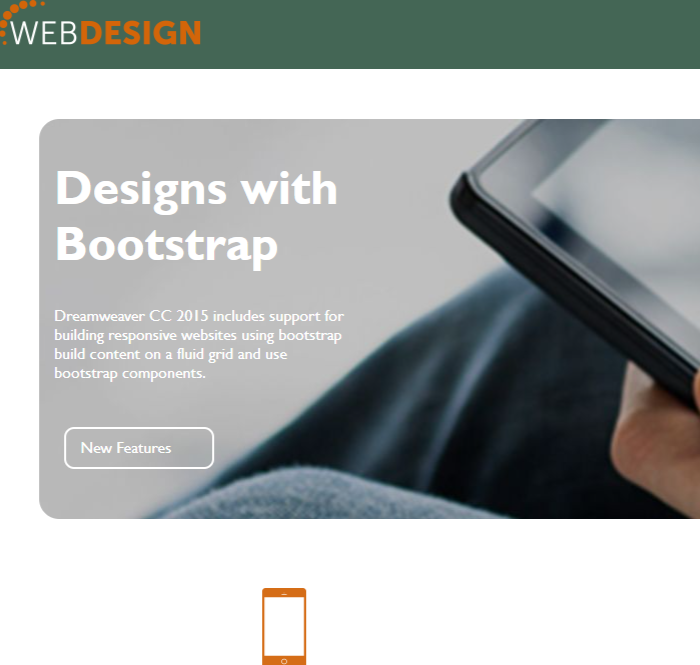 WEBDESIGN
Designs with
Bootstrap
Dreamweaver CC 2015 includes support for
building responsive websites using bootstrap
build content on a fluid grid and use
bootstrap components.
New Features